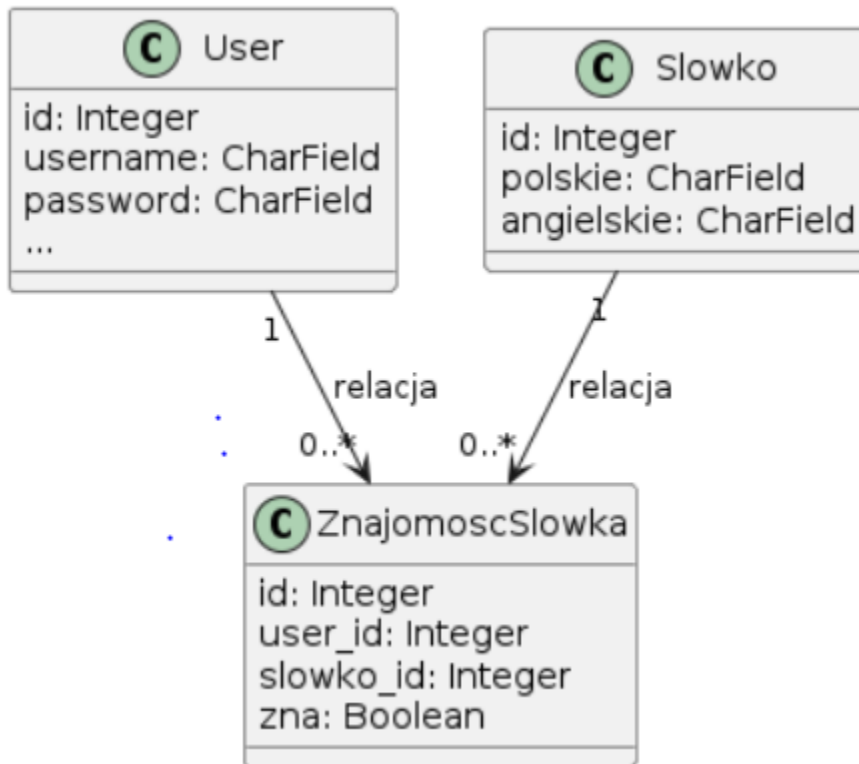 C User
id: Integer
username: CharField
password: CharField
...
C Slowko
id: Integer
polskie: CharField
angielskie: CharField
1
1
relacja
relacja
0..*
0..*
C ZnajomoscSlowka
id: Integer
user_id: Integer
slowko_id: Integer
zna: Boolean